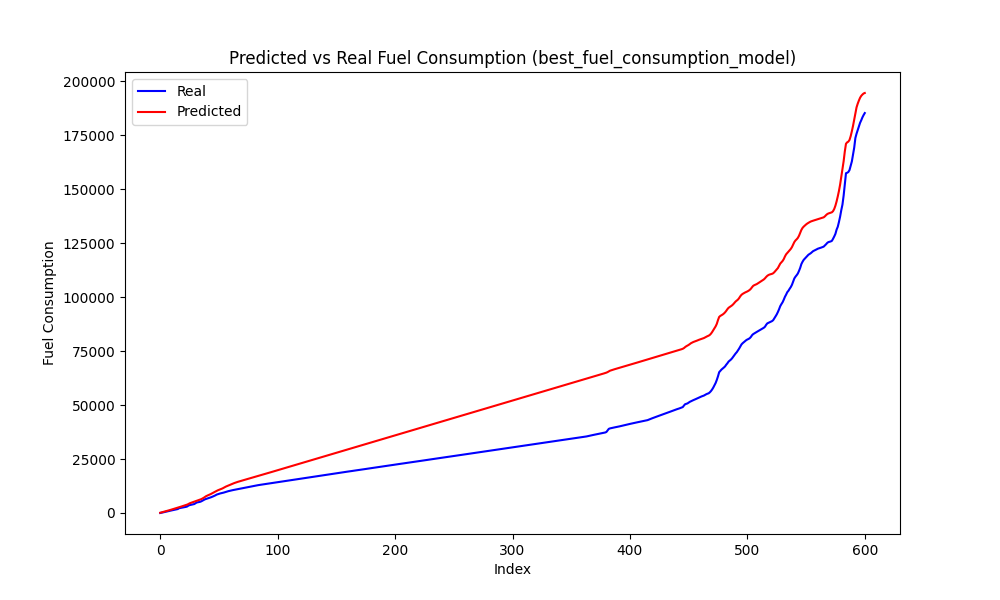 Predicted vs Real Fuel Consumption (best_fuel_consumption_model)
Real
Predicted
200000
175000
150000
125000
100000
75000
50000
25000
0
Fuel Consumption
0 100 200 300 400 500 600
Index